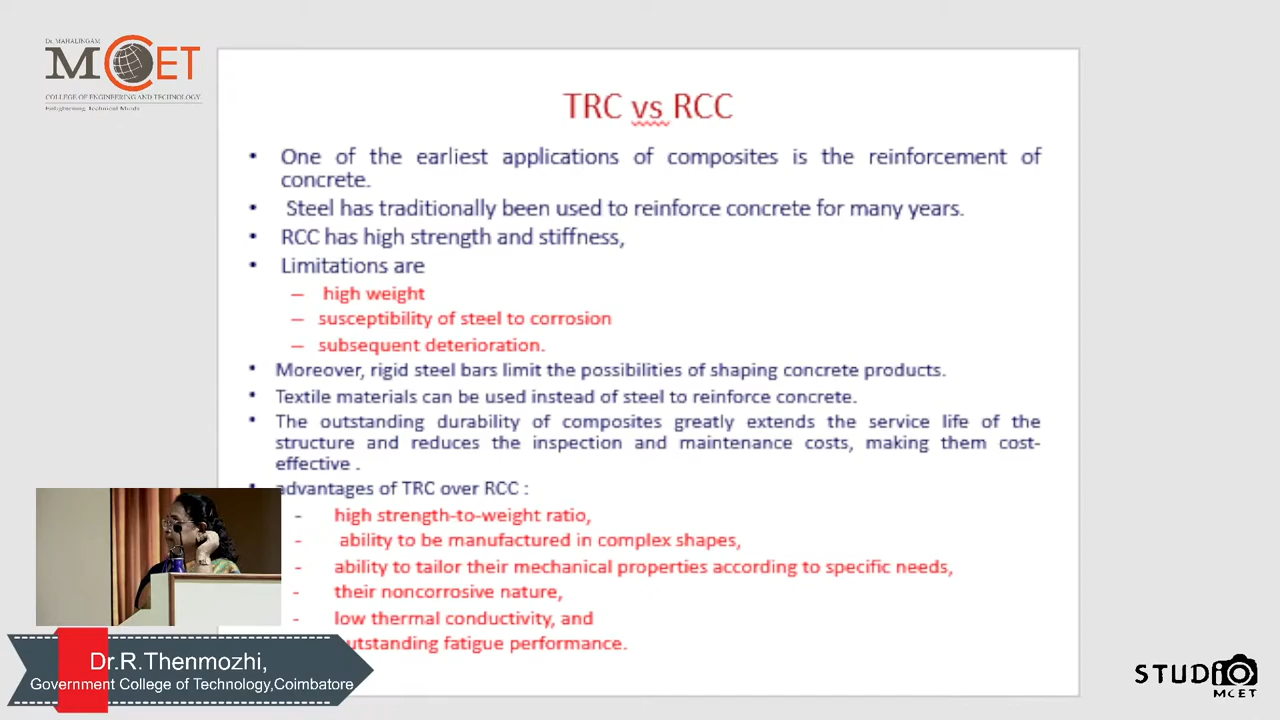 Dr. MAHALINGAM
MCET
COLLEGE OF ENGINEERING AND TECHNOLOGY
Enlightening Technical Minds
TRC vs RCC
• One of the earliest applications of composites is the reinforcement of
concrete.
• Steel has traditionally been used to reinforce concrete for many years.
• RCC has high strength and stiffness,
• Limitations are
– high weight
– susceptibility of steel to corrosion
– subsequent deterioration.
• Moreover, rigid steel bars limit the possibilities of shaping concrete products.
• Textile materials can be used instead of steel to reinforce concrete.
• The outstanding durability of composites greatly extends the service life of the
structure and reduces the inspection and maintenance costs, making them cost-
effective .
• advantages of TRC over RCC :
- high strength-to-weight ratio,
- ability to be manufactured in complex shapes,
- ability to tailor their mechanical properties according to specific needs,
- their noncorrosive nature,
- low thermal conductivity, and
outstanding fatigue performance.
Dr.R.Thenmozhi,
Government College of Technology,Coimbatore
STUDIO
MCET